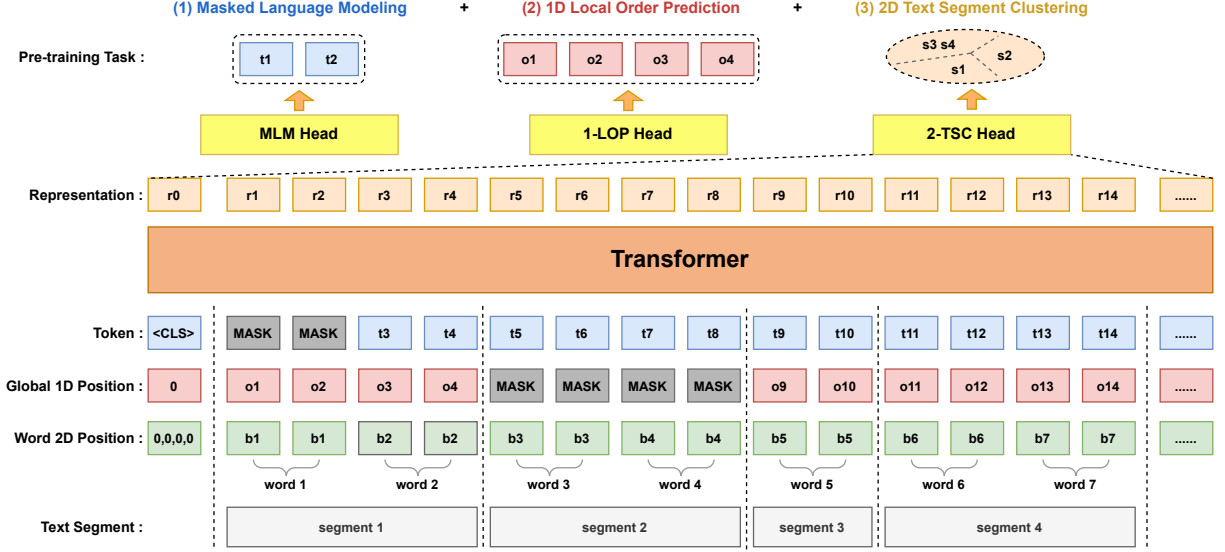 (1) Masked Language Modeling + (2) 1D Local Order Prediction + (3) 2D Text Segment Clustering
Pre-training Task : t1 t2 o1 o2 o3 o4 s3 s4 s2 s1
MLM Head 1-LOP Head 2-TSC Head
Representation : r0 r1 r2 r3 r4 r5 r6 r7 r8 r9 r10 r11 r12 r13 r14 ......
Transformer
Token : <CLS> MASK MASK t3 t4 t5 t6 t7 t8 t9 t10 t11 t12 t13 t14 ......
Global 1D Position : 0 o1 o2 o3 o4 MASK MASK MASK MASK o9 o10 o11 o12 o13 o14 ......
Word 2D Position : 0,0,0,0 b1 b1 b2 b2 b3 b3 b4 b4 b5 b5 b6 b6 b7 b7 ......
word 1 word 2 word 3 word 4 word 5 word 6 word 7
Text Segment : segment 1 segment 2 segment 3 segment 4